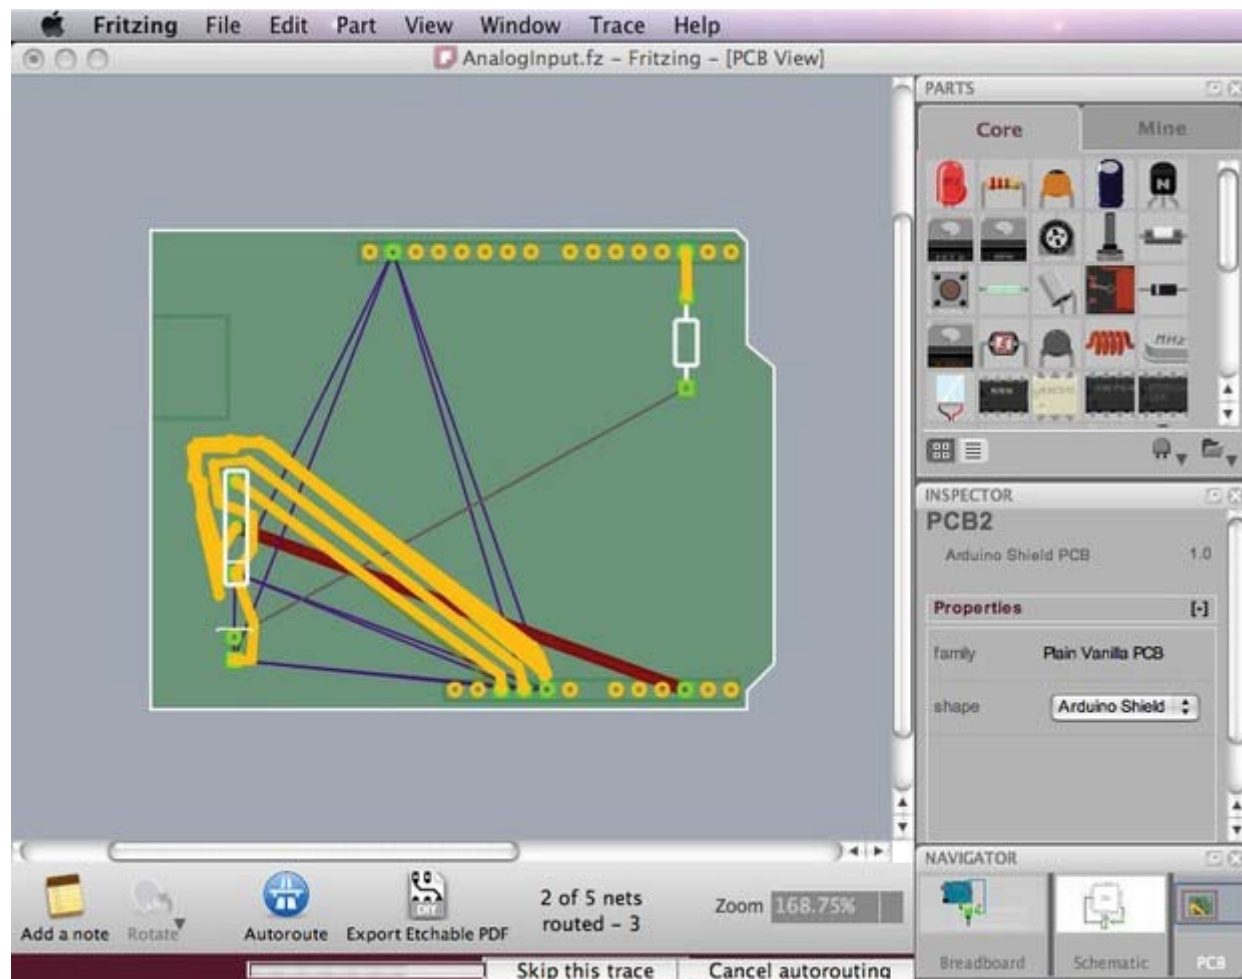 Fritzing File Edit Part View Window Trace Help
AnalogInput.fz – Fritzing – [PCB View]
PARTS
Core Mine
N
MHz
INSPECTOR
PCB2
Arduino Shield PCB 1.0
Properties [-]
family Plain Vanilla PCB
shape Arduino Shield
NAVIGATOR
Add a note Rotate Autoroute Export Etchable PDF
DIY
2 of 5 nets
routed – 3
Zoom 168.75%
Breadboard Schematic PCB
Skip this trace Cancel autorouting